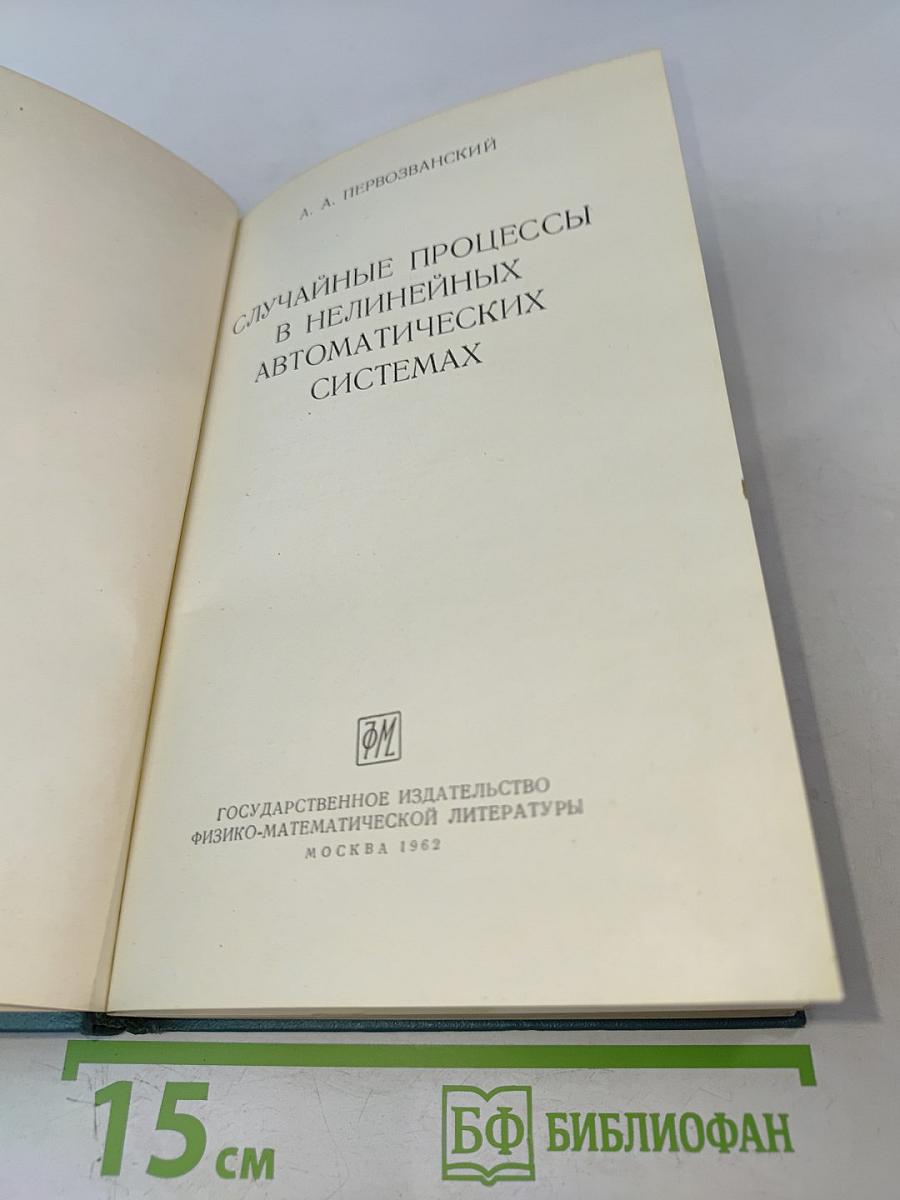 А. А. ПЕРВОЗВАНСКИЙ
СЛУЧАЙНЫЕ ПРОЦЕССЫ
В НЕЛИНЕЙНЫХ
АВТОМАТИЧЕСКИХ
СИСТЕМАХ
ФМ
ГОСУДАРСТВЕННОЕ ИЗДАТЕЛЬСТВО
ФИЗИКО-МАТЕМАТИЧЕСКОЙ ЛИТЕРАТУРЫ
МОСКВА 1962
15 см
БФ БИБЛИОФАН